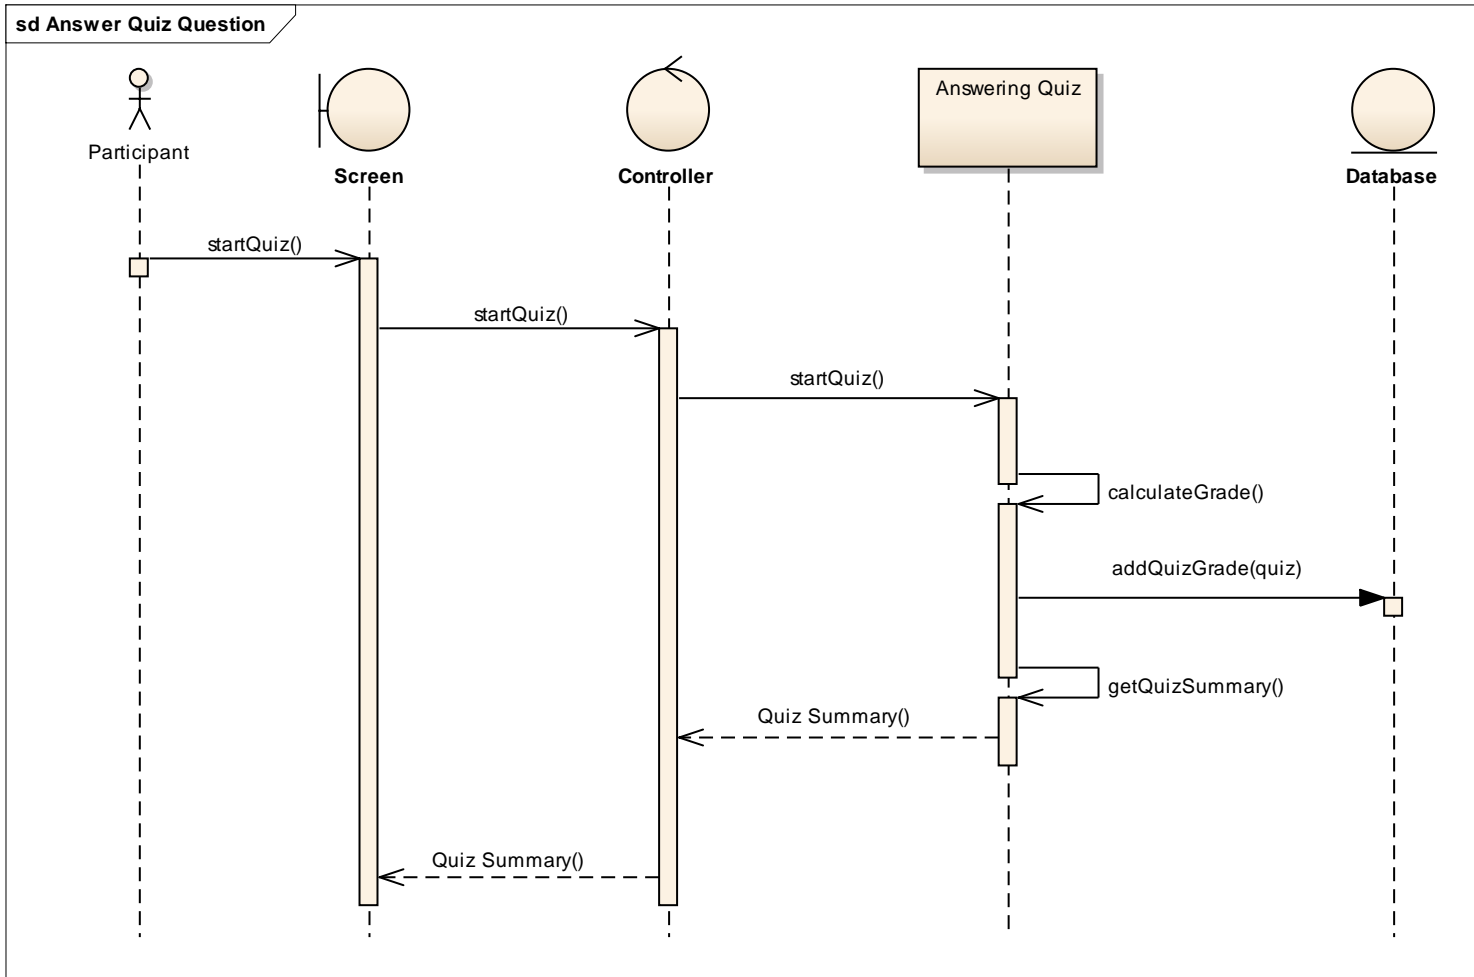 sd Answer Quiz Question
Answering Quiz
Participant
Screen
Controller
Database
startQuiz()
startQuiz()
startQuiz()
calculateGrade()
addQuizGrade(quiz)
getQuizSummary()
Quiz Summary()
Quiz Summary()